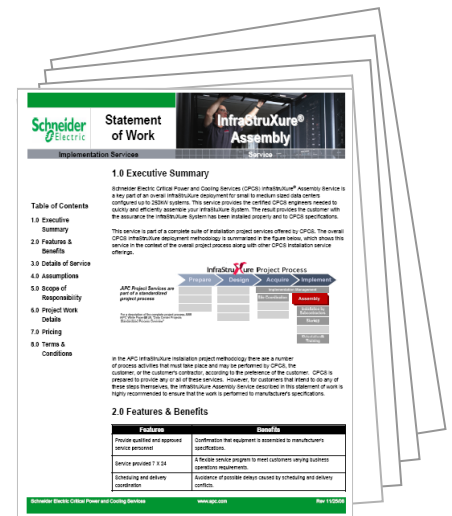 Schneider
Electric
Statement
of Work
InfraStruXure®
Assembly
Implementation Services
Service
1.0 Executive Summary
Schneider Electric Critical Power and Cooling Services (CPCS) InfraStruXure® Assembly Service is
a key part of an overall InfraStruXure deployment for small to medium sized data centers
configured up to 250kW systems. This service provides the certified CPCS engineers needed to
quickly and efficiently assemble your InfraStruXure System. The result provides the customer with
the assurance the InfraStruXure System has been installed properly and to CPCS specifications.
This service is part of a complete suite of installation project services offered by CPCS. The overall
CPCS InfraStruXure deployment methodology is summarized in the figure below, which shows this
service in the context of the overall project process along with other CPCS installation service
offerings.
Table of Contents
1.0 Executive
Summary
2.0 Features &
Benefits
3.0 Details of Service
4.0 Assumptions
5.0 Scope of
Responsibility
6.0 Project Work
Details
7.0 Pricing
8.0 Terms &
Conditions
InfraStruXure Project Process
Prepare
Design
Acquire
Implement
APC Project Services are
part of a standardized
project process
Assembly
In the APC InfraStruXure installation project methodology there are a number
of process activities that must take place and may be performed by CPCS, the
customer, or the customer's contractor, according to the preference of the customer. CPCS is
prepared to provide any or all of these services. However, for customers that intend to do any of
these steps themselves, the InfraStruXure Service described in this statement of work is
highly recommended to ensure that the work is performed to manufacturer's specifications.
2.0 Features & Benefits
Features
Benefits
Provide qualified and approved
service personnel
Confirmation that equipment is assembled to manufacturer's
specifications.
Service provided 7 X 24
A flexible service program to meet customers varying business
operations requirements.
Scheduling and delivery
coordination
Avoidance of possible delays caused by scheduling and delivery
conflicts.
Schneider Electric Critical Power and Cooling Services
www.apc.com
Rev 11/25/08